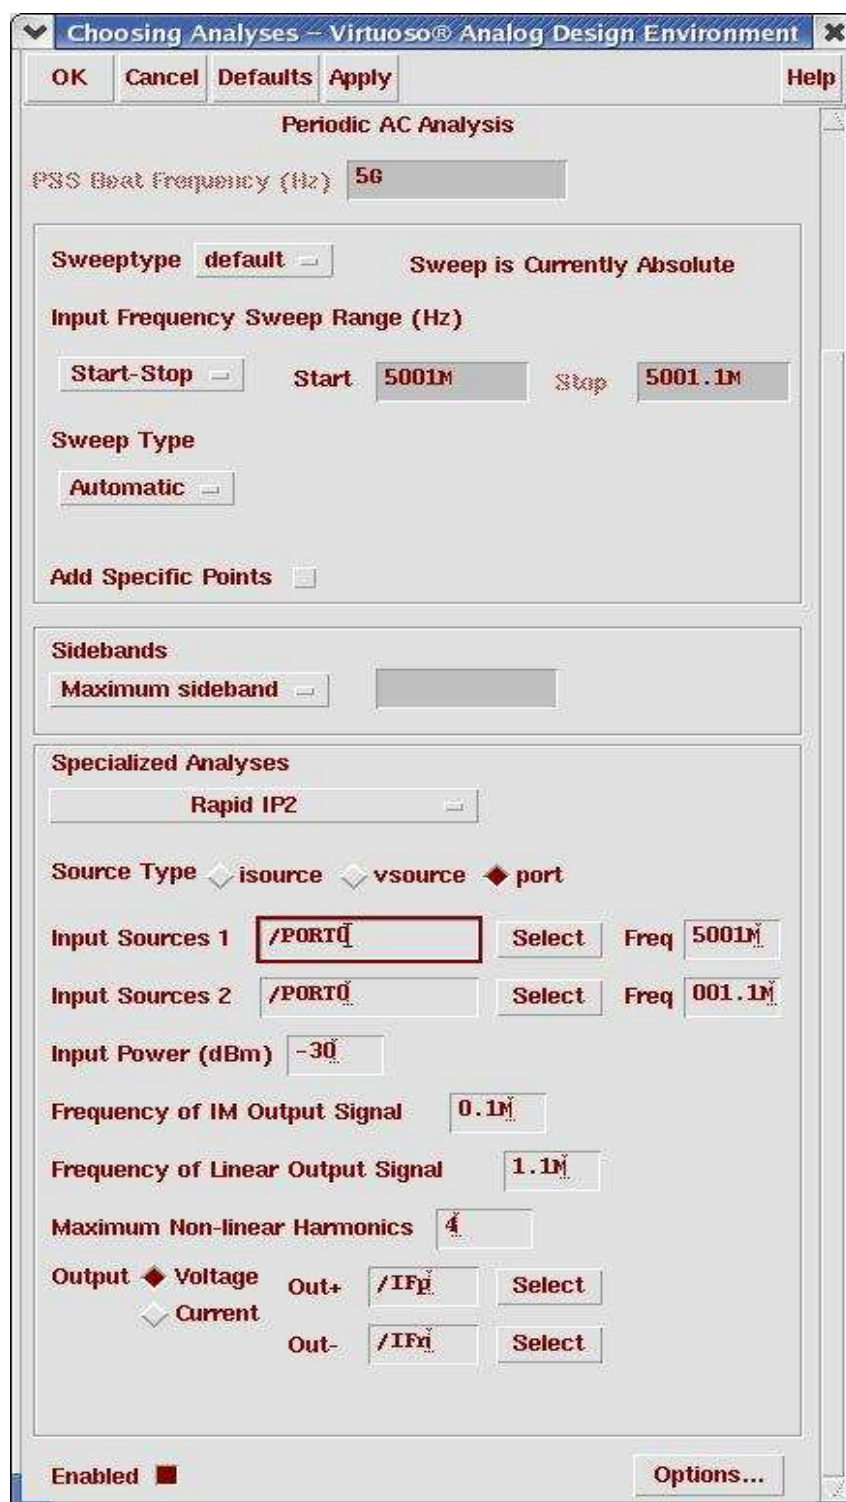 Choosing Analyses – Virtuoso® Analog Design Environment
OK Cancel Defaults Apply Help
Periodic AC Analysis
PSS Beat Frequency (Hz) 5G
Sweeptype default Sweep is Currently Absolute
Input Frequency Sweep Range (Hz)
Start-Stop Start 5001M Stop 5001.1M
Sweep Type
Automatic
Add Specific Points
Sidebands
Maximum sideband
Specialized Analyses
Rapid IP2
Source Type isource vsource port
Input Sources 1 /PORT0 Select Freq 5001M
Input Sources 2 /PORT0 Select Freq 001.1M
Input Power (dBm) -30
Frequency of IM Output Signal 0.1M
Frequency of Linear Output Signal 1.1M
Maximum Non-linear Harmonics 4
Output Voltage Out+ /IFp Select
Current
Out- /IFn Select
Enabled Options...